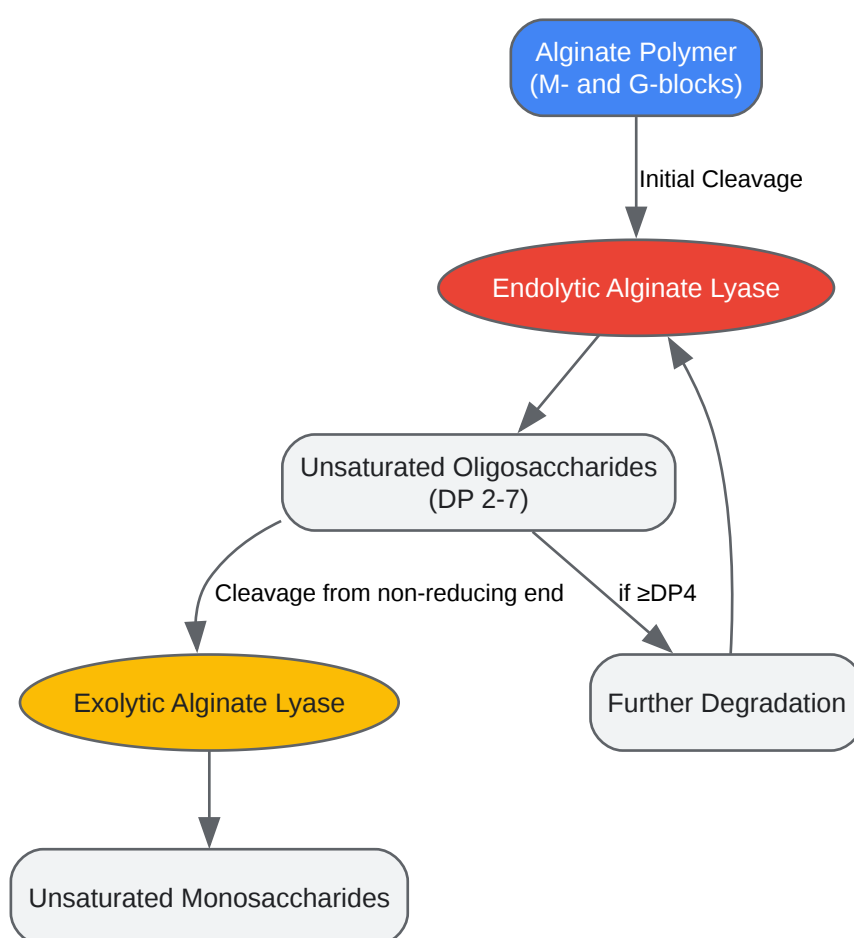 Alginate Polymer
(M- and G-blocks)
Initial Cleavage
Endolytic Alginate Lyase
Unsaturated Oligosaccharides
(DP 2-7)
Cleavage from non-reducing end
if ≥DP4
Exolytic Alginate Lyase
Further Degradation
Unsaturated Monosaccharides